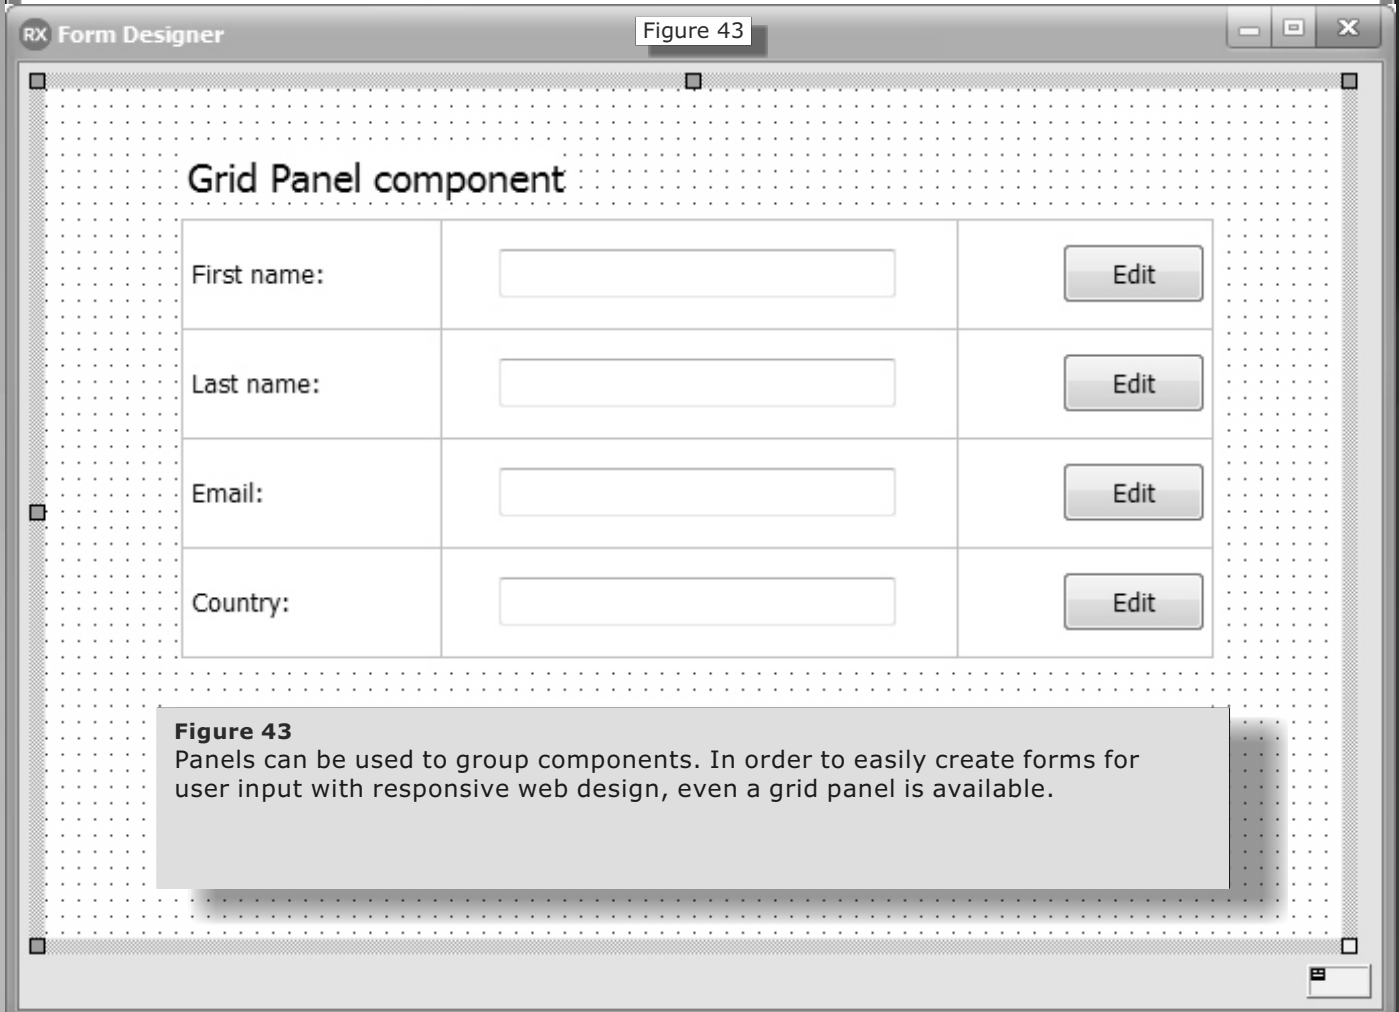 RX Form Designer
Figure 43
Grid Panel component
First name:
Edit
Last name:
Edit
Email:
Edit
Country:
Edit
Figure 43
Panels can be used to group components. In order to easily create forms for
user input with responsive web design, even a grid panel is available.